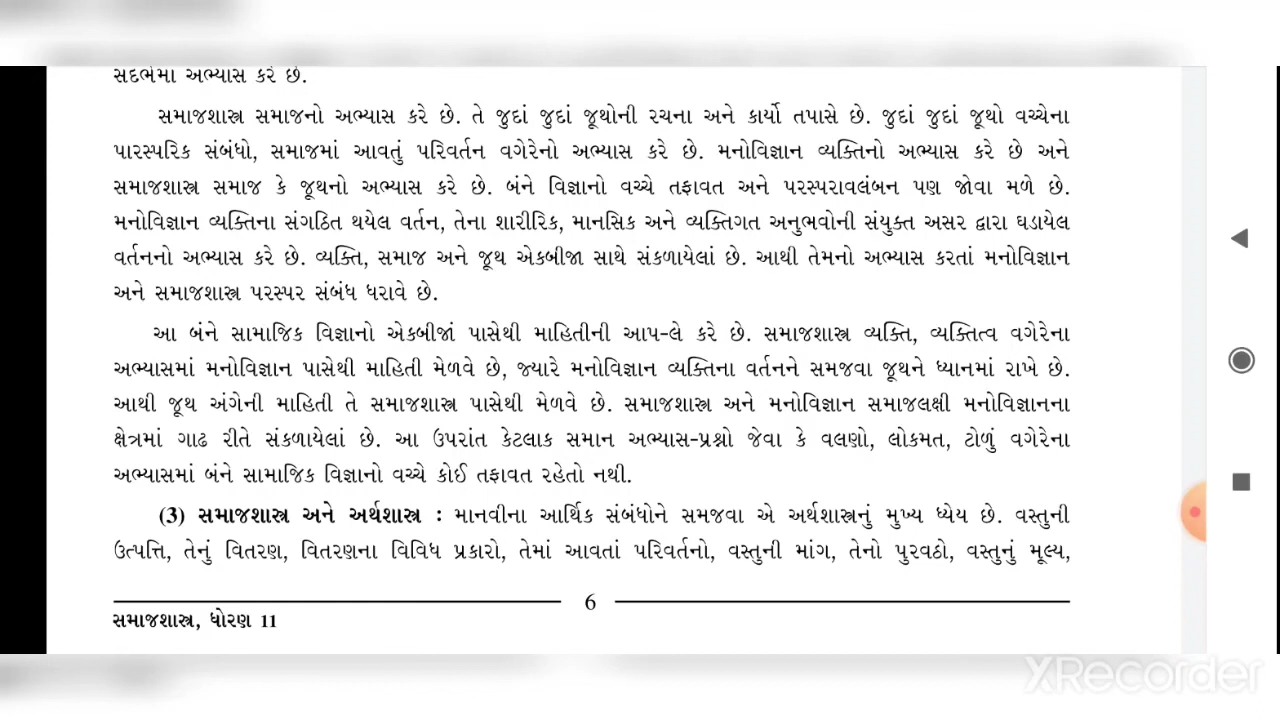 સંદર્ભમાં અભ્યાસ કરે છે.
સમાજશાસ્ત્ર સમાજનો અભ્યાસ કરે છે. તે જુદાં જુદાં જૂથોની રચના અને કાર્યો તપાસે છે. જુદાં જુદાં જૂથો વચ્ચેના
પારસ્પરિક સંબંધો, સમાજમાં આવતું પરિવર્તન વગેરેનો અભ્યાસ કરે છે. મનોવિજ્ઞાન વ્યક્તિનો અભ્યાસ કરે છે અને
સમાજશાસ્ત્ર સમાજ કે જૂથનો અભ્યાસ કરે છે. બંને વિજ્ઞાનો વચ્ચે તફાવત અને પરસ્પરાવલંબન પણ જોવા મળે છે.
મનોવિજ્ઞાન વ્યક્તિના સંગઠિત થયેલ વર્તન, તેના શારીરિક, માનસિક અને વ્યક્તિગત અનુભવોની સંયુક્ત અસર દ્વારા ઘડાયેલ
વર્તનનો અભ્યાસ કરે છે. વ્યક્તિ, સમાજ અને જૂથ એકબીજા સાથે સંકળાયેલાં છે. આથી તેમનો અભ્યાસ કરતાં મનોવિજ્ઞાન
અને સમાજશાસ્ત્ર પરસ્પર સંબંધ ધરાવે છે.
આ બંને સામાજિક વિજ્ઞાનો એકબીજાં પાસેથી માહિતીની આપ-લે કરે છે. સમાજશાસ્ત્ર વ્યક્તિ, વ્યક્તિત્વ વગેરેના
અભ્યાસમાં મનોવિજ્ઞાન પાસેથી માહિતી મેળવે છે, જ્યારે મનોવિજ્ઞાન વ્યક્તિના વર્તનને સમજવા જૂથને ધ્યાનમાં રાખે છે.
આથી જૂથ અંગેની માહિતી તે સમાજશાસ્ત્ર પાસેથી મેળવે છે. સમાજશાસ્ત્ર અને મનોવિજ્ઞાન સમાજલક્ષી મનોવિજ્ઞાનના
ક્ષેત્રમાં ગાઢ રીતે સંકળાયેલાં છે. આ ઉપરાંત કેટલાક સમાન અભ્યાસ-પ્રશ્નો જેવા કે વલણો, લોકમત, ટોળું વગેરેના
અભ્યાસમાં બંને સામાજિક વિજ્ઞાનો વચ્ચે કોઈ તફાવત રહેતો નથી.
(3) સમાજશાસ્ત્ર અને અર્થશાસ્ત્ર : માનવીના આર્થિક સંબંધોને સમજવા એ અર્થશાસ્ત્રનું મુખ્ય ધ્યેય છે. વસ્તુની
ઉત્પત્તિ, તેનું વિતરણ, વિતરણના વિવિધ પ્રકારો, તેમાં આવતાં પરિવર્તનો, વસ્તુની માંગ, તેનો પુરવઠો, વસ્તુનું મૂલ્ય,
6
સમાજશાસ્ત્ર, ધોરણ 11
XRecorder